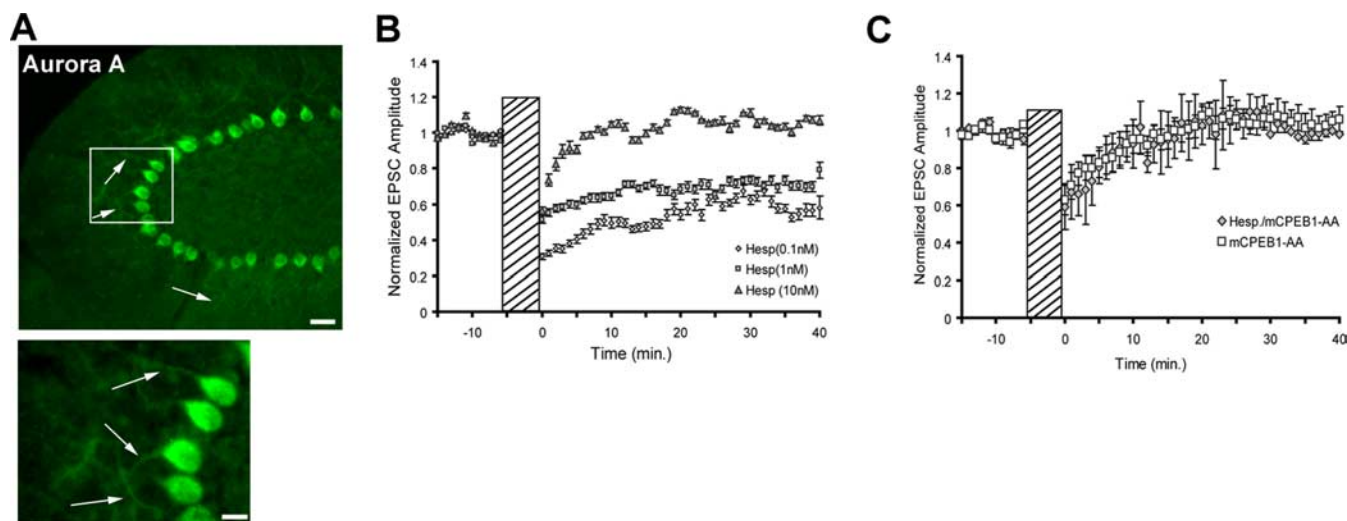 A
Aurora A
B
Normalized EPSC Amplitude
1.4
1.2
1
0.8
0.6
0.4
0.2
0
-10
0
10
20
30
40
Time (min.)
Hesp(0.1nM)
Hesp(1nM)
Hesp (10nM)
C
Normalized EPSC Amplitude
1.4
1.2
1
0.8
0.6
0.4
0.2
0
-10
0
10
20
30
40
Time (min.)
Hesp./mCPEB1-AA
mCPEB1-AA